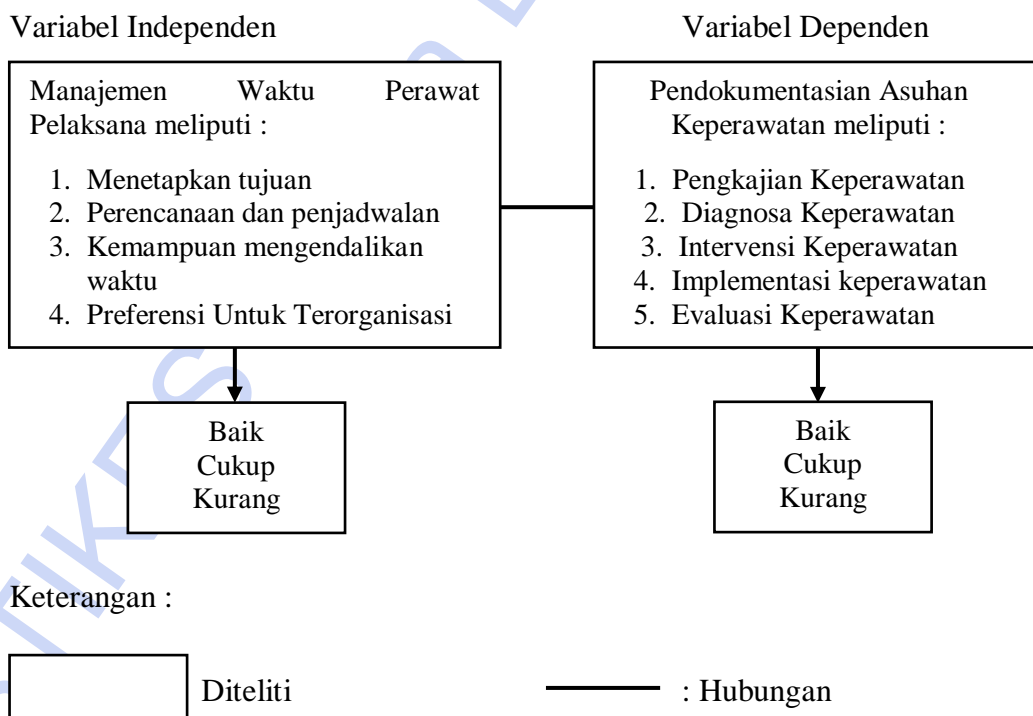 Variabel Independen
Variabel Dependen
Manajemen Waktu Perawat
Pelaksana meliputi :
1. Menetapkan tujuan
2. Perencanaan dan penjadwalan
3. Kemampuan mengendalikan
waktu
4. Preferensi Untuk Terorganisasi
Pendokumentasian Asuhan
Keperawatan meliputi :
1. Pengkajian Keperawatan
2. Diagnosa Keperawatan
3. Intervensi Keperawatan
4. Implementasi keperawatan
5. Evaluasi Keperawatan
Baik
Cukup
Kurang
Baik
Cukup
Kurang
Keterangan :
Diteliti
: Hubungan